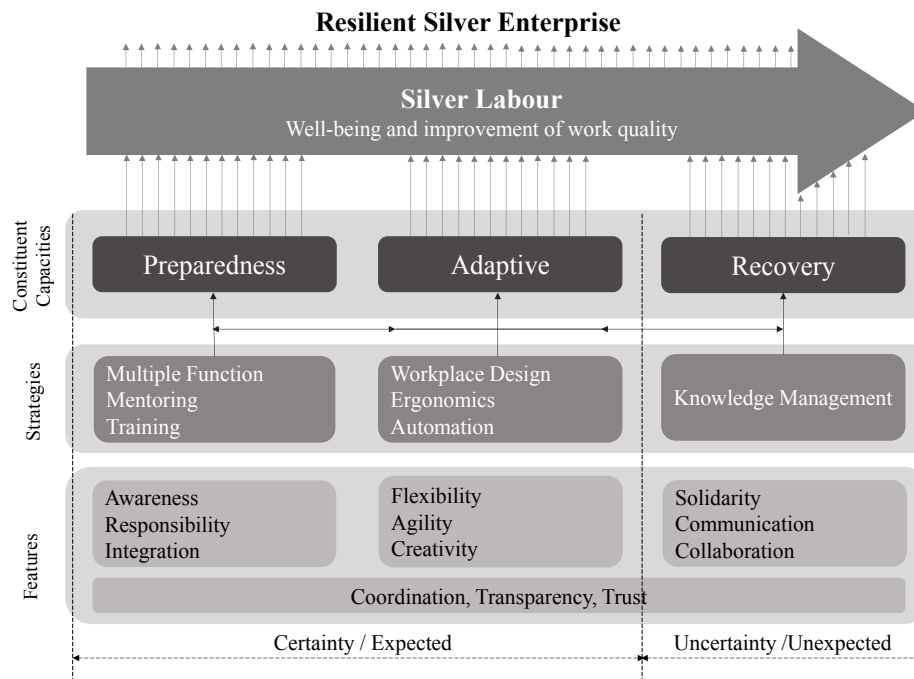 Resilient Silver Enterprise
Silver Labour
Well-being and improvement of work quality
Constituent
Capacities
Preparedness
Adaptive
Recovery
Strategies
Multiple Function
Mentoring
Training
Workplace Design
Ergonomics
Automation
Knowledge Management
Features
Awareness
Responsibility
Integration
Flexibility
Agility
Creativity
Solidarity
Communication
Collaboration
Coordination, Transparency, Trust
Certainty / Expected
Uncertainty /Unexpected